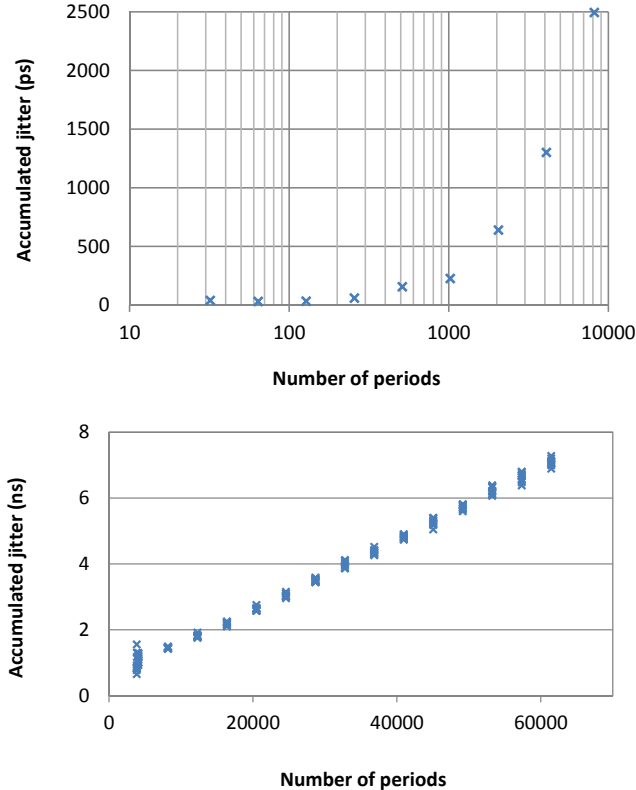 2500
2000
1500
1000
500
0
Accumulated jitter (ps)
10 100 1000 10000
Number of periods
8
6
4
2
0
Accumulated jitter (ns)
0 20000 40000 60000
Number of periods